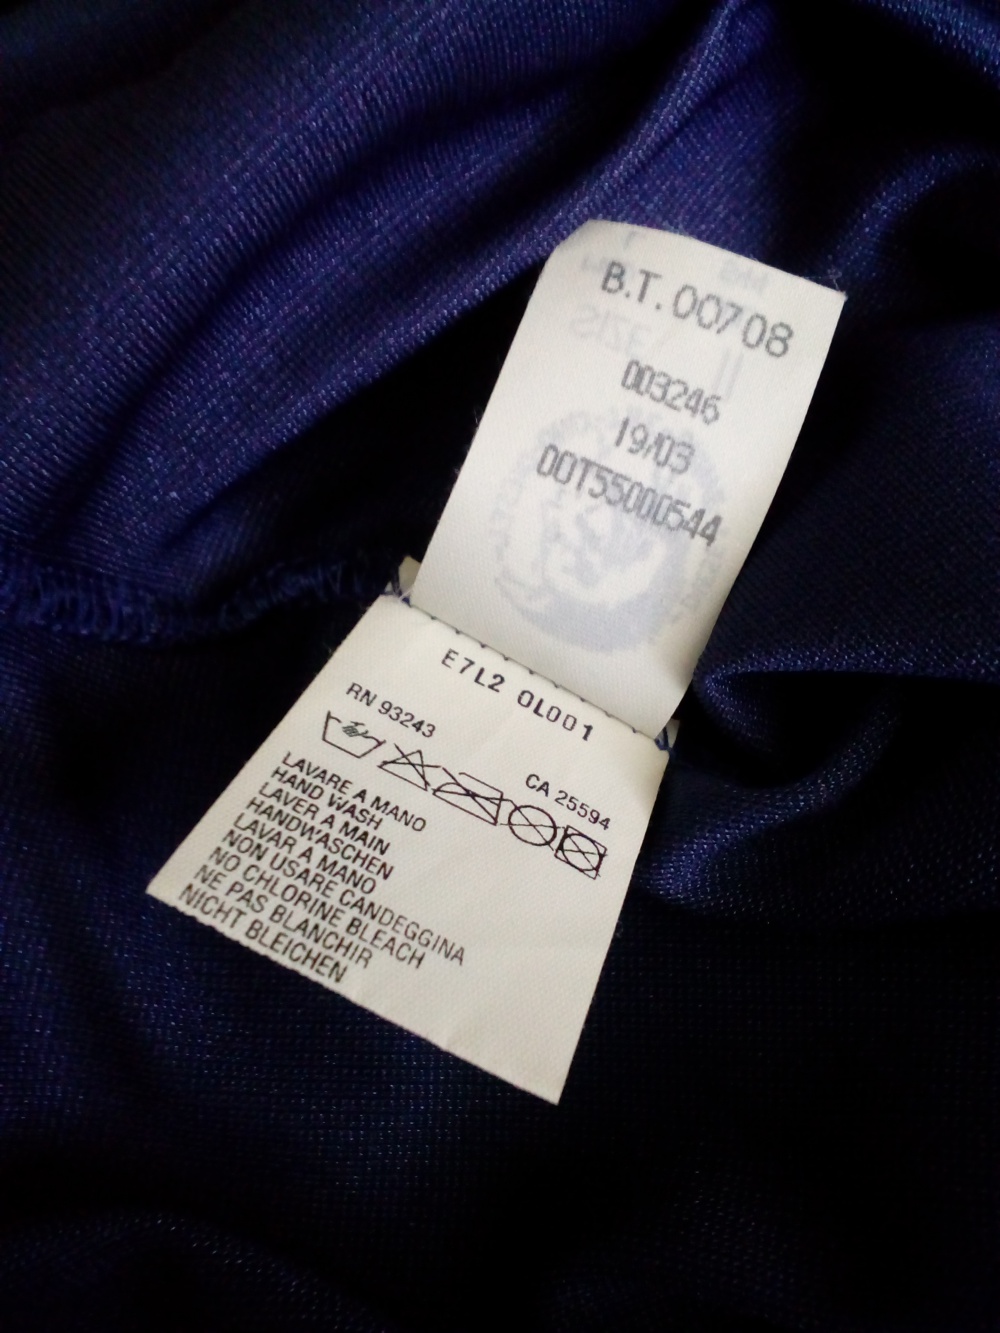 B.T.00708
003246
19/03
00T55000544
E7L2 0L001
RN 93243
CA 25594
LAVARE A MANO
HAND WASH
LAVER A MAIN
HANDWASCHEN
LAVAR A MANO
NON USARE CANDEGGINA
NO CHLORINE BLEACH
NE PAS BLANCHIR
NICHT BLEICHEN
SIZE